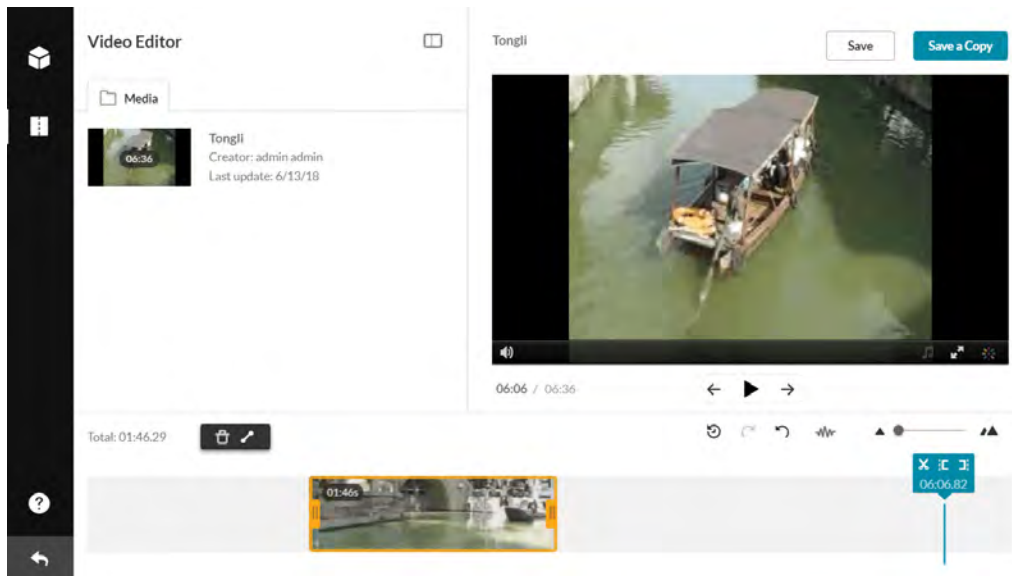 Video Editor
Tongli
Save
Save a Copy
Media
06:36
Tongli
Creator: admin admin
Last update: 6/13/18
06:06 / 06:36
Total: 01:46.29
06:06.82
01:46s
?